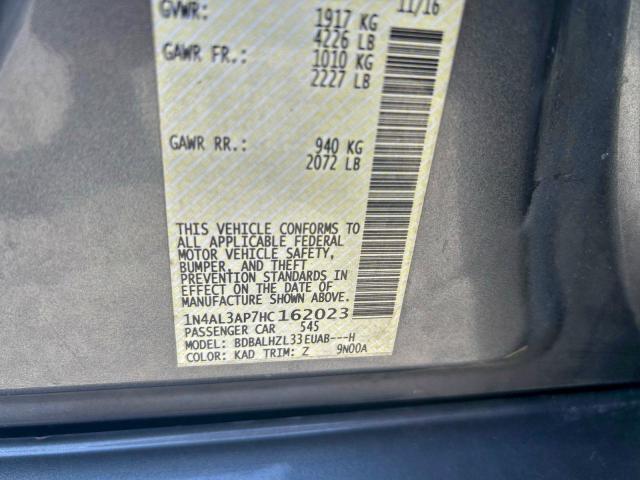 GVWR: 11/16
1917 KG
4226 LB
GAWR FR.: 1010 KG
2227 LB
GAWR RR.: 940 KG
2072 LB
THIS VEHICLE CONFORMS TO
ALL APPLICABLE FEDERAL
MOTOR VEHICLE SAFETY,
BUMPER, AND THEFT
PREVENTION STANDARDS IN
EFFECT ON THE DATE OF
MANUFACTURE SHOWN ABOVE.
1N4AL3AP7HC162023
PASSENGER CAR 545
MODEL: BDBALHZL33EUAB---H
COLOR: KAD TRIM: Z 9N00A